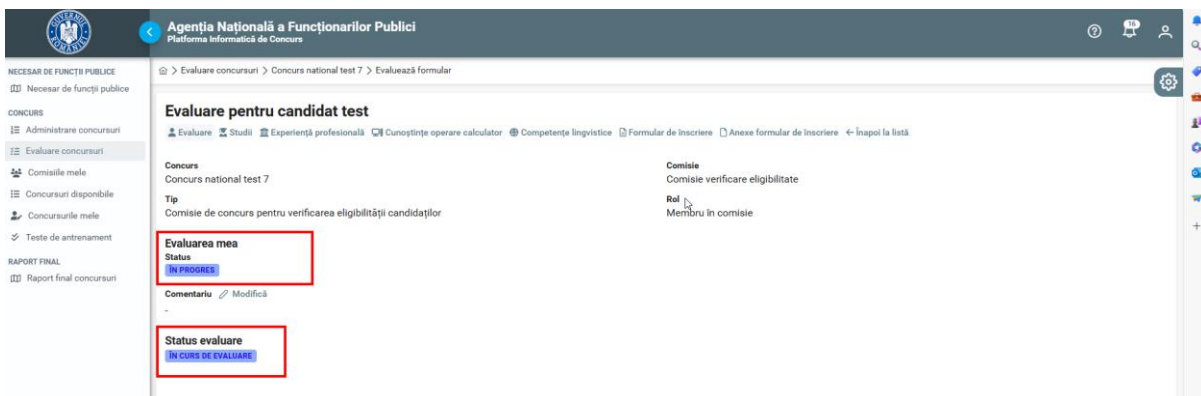 Agenția Națională a Funcționarilor Publici
Platforma Informatică de Concurs
16
NECESAR DE FUNCȚII PUBLICE
Necesar de funcții publice
CONCURS
Administrare concursuri
Evaluare concursuri
Comisiile mele
Concursuri disponibile
Concursurile mele
Teste de antrenament
RAPORT FINAL
Raport final concursuri
> Evaluare concursuri > Concurs national test 7 > Evaluează formular
Evaluare pentru candidat test
Evaluare Studii Experiență profesională Cunoștințe operare calculator Competențe lingvistice Formular de înscriere Anexe formular de înscriere ← Înapoi la listă
Concurs
Concurs national test 7
Comisie
Comisie verificare eligibilitate
Tip
Comisie de concurs pentru verificarea eligibilității candidaților
Rol
Membru în comisie
Evaluarea mea
Status
ÎN PROGRES
Comentariu Modifică
-
Status evaluare
ÎN CURS DE EVALUARE